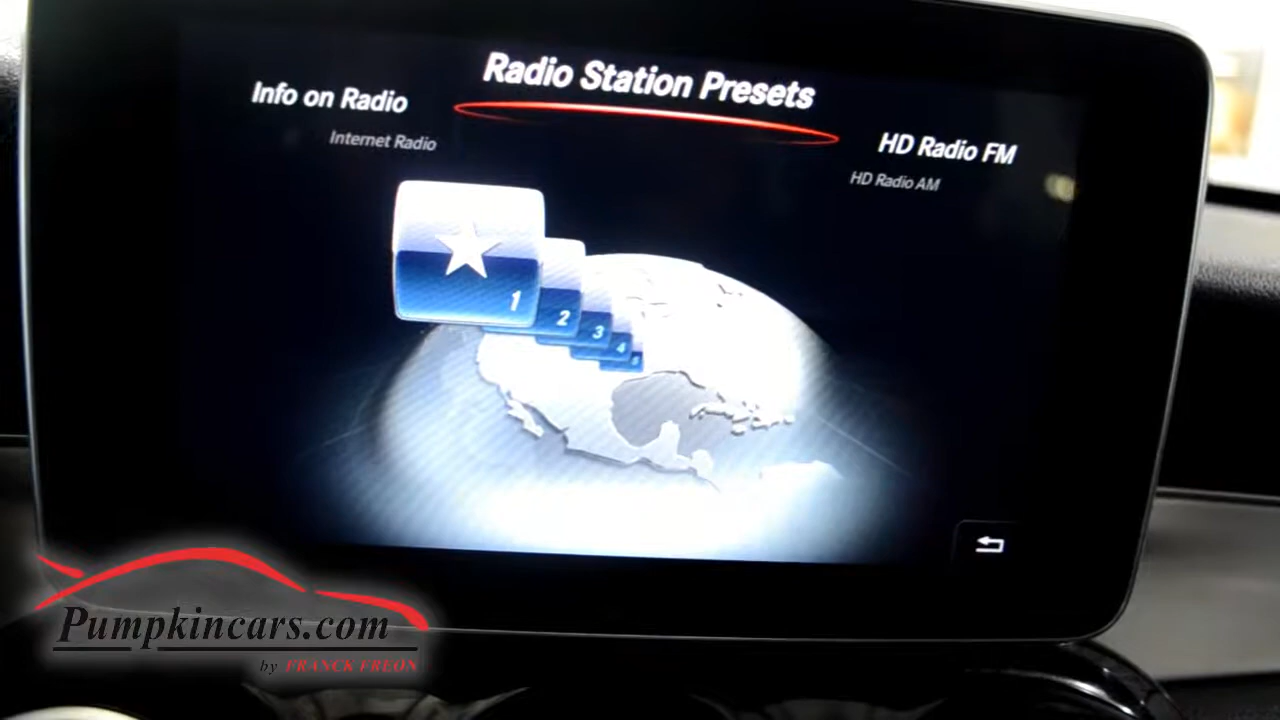 Radio Station Presets
Info on Radio
HD Radio FM
Internet Radio
HD Radio AM
1
2
3
4
Pumpkincars.com
by FRANCK FREON